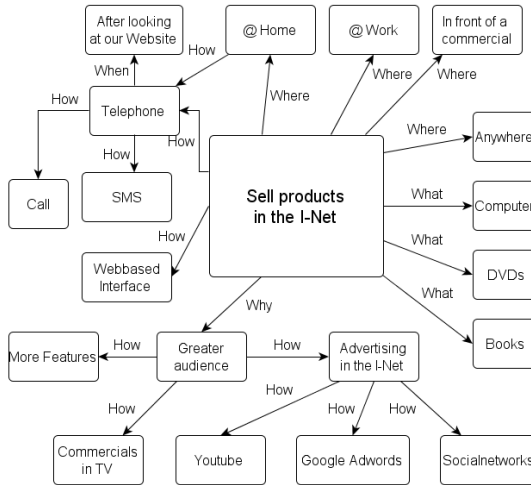 After looking
at our Website
@Home
@Work
In front of a
commercial
How
When
Where
Where
Where
How
Telephone
How
Where
Anywhere
How
Call
SMS
Sell products
in the I-Net
What
Computer
How
What
Webbased
Interface
DVDs
What
Why
More Features
How
Greater
audience
How
Advertising
in the I-Net
Books
How
How
How
How
Commercials
in TV
Youtube
Google Adwords
Socialnetworks